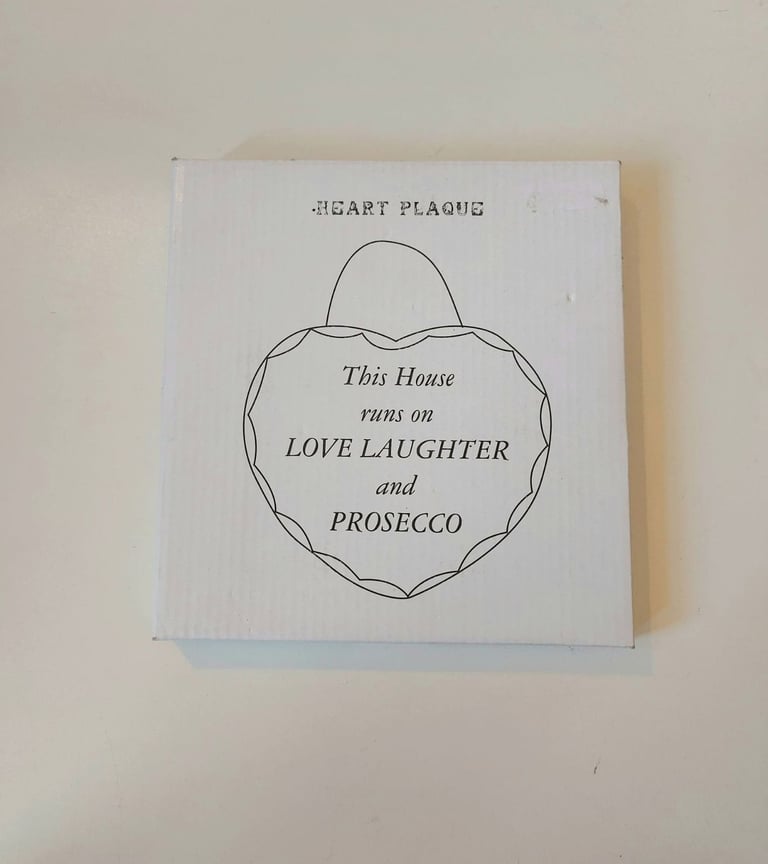 HEART PLAQUE
This House
runs on
LOVE LAUGHTER
and
PROSECCO